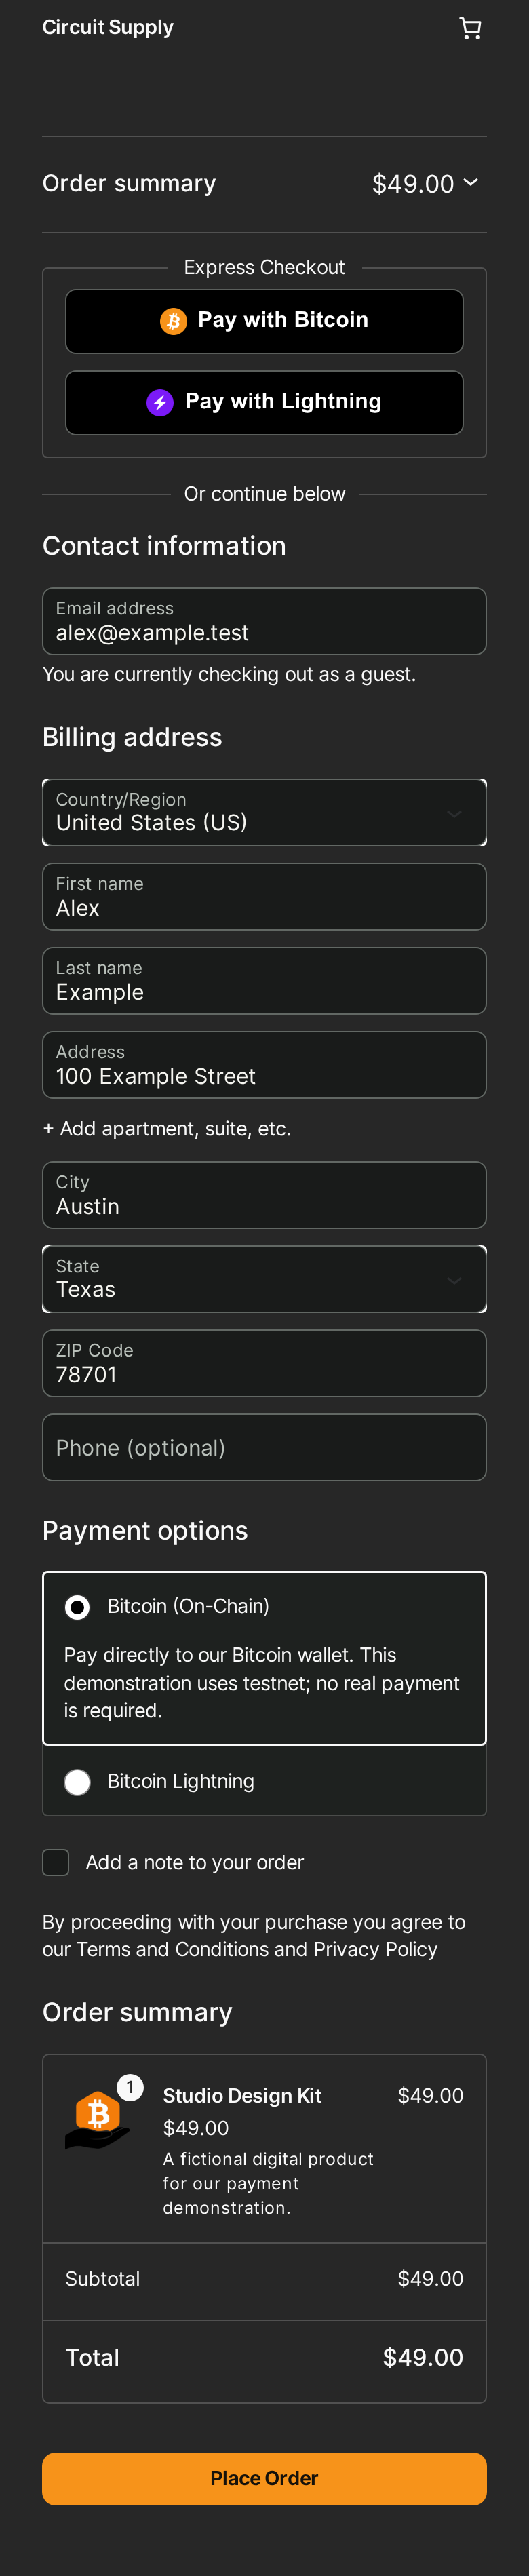 Circuit Supply
Order summary
$49.00
Express Checkout
Pay with Bitcoin
Pay with Lightning
Or continue below
Contact information
Email address
alex@example.test
You are currently checking out as a guest.
Billing address
Country/Region
United States (US)
First name
Alex
Last name
Example
Address
100 Example Street
+ Add apartment, suite, etc.
City
Austin
State
Texas
ZIP Code
78701
Phone (optional)
Payment options
Bitcoin (On-Chain)
Pay directly to our Bitcoin wallet. This
demonstration uses testnet; no real payment
is required.
Bitcoin Lightning
Add a note to your order
By proceeding with your purchase you agree to
our Terms and Conditions and Privacy Policy
Order summary
1
Studio Design Kit $49.00
$49.00
A fictional digital product
for our payment
demonstration.
Subtotal $49.00
Total $49.00
Place Order